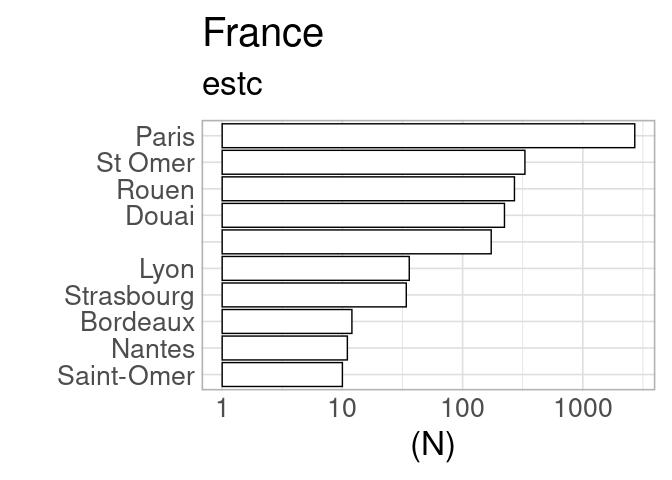 France
estc
Paris
St Omer
Rouen
Douai
Lyon
Strasbourg
Bordeaux
Nantes
Saint-Omer
1 10 100 1000
(N)